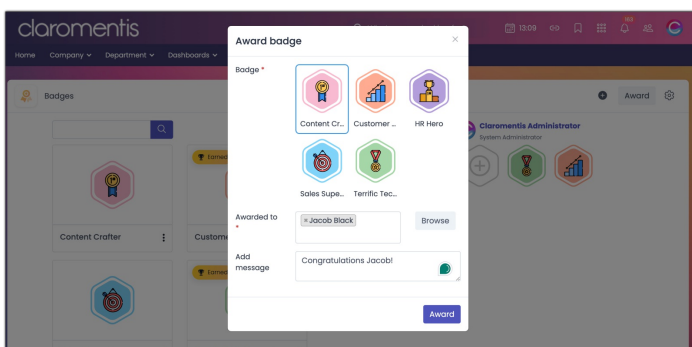 claromentis
13:09
169
Home Company Department Dashboards
Badges
Award
Earned
Content Crafter
Custome
Earned
Claromentis Administrator
System Administrator
Award badge
×
Badge *
Content Cr... Customer ... HR Hero
Sales Supe... Terrific Tec...
Awarded to
*
× Jacob Black
Browse
Add
message
Congratulations Jacob!
Award